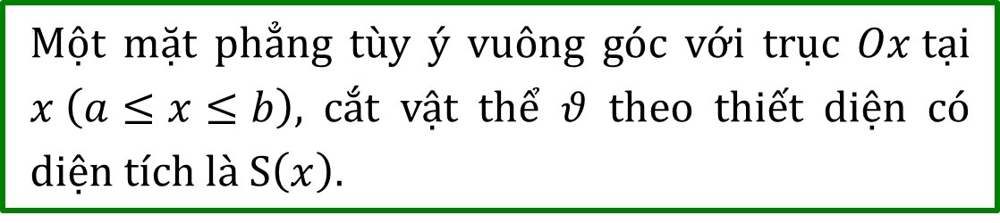 Một mặt phẳng tùy ý vuông góc với trục Ox tại
x (a ≤ x ≤ b), cắt vật thể ϑ theo thiết diện có
diện tích là S(x).